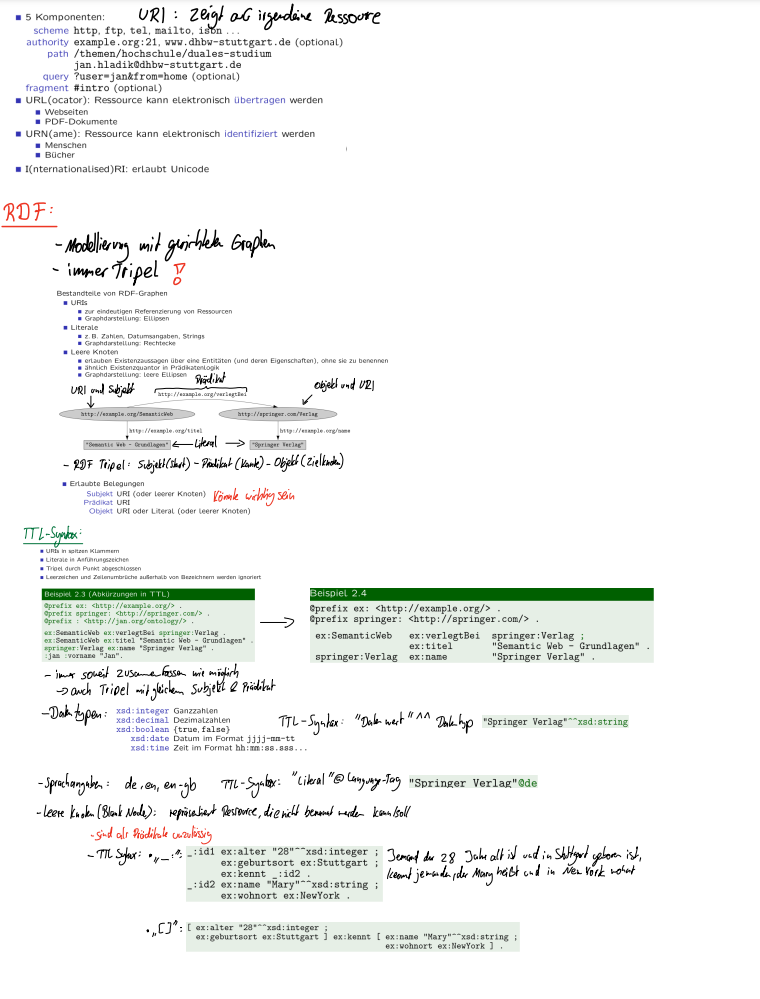 URI: zeigt auf irgendeine Ressource
■ 5 Komponenten:
scheme http, ftp, tel, mailto, isbn ...
authority example.org:21, www.dhbw-stuttgart.de (optional)
path /themen/hochschule/duales-studium
jan.hladik@dhbw-stuttgart.de
query ?user=jan&from=home (optional)
fragment #intro (optional)
■ URL(ocator): Ressource kann elektronisch übertragen werden
■ Webseiten
■ PDF-Dokumente
■ URN(ame): Ressource kann elektronisch identifiziert werden
■ Menschen
■ Bücher
■ I(nternationalised)RI: erlaubt Unicode
RDF:
- Modellierung mit gerichteten Graphen
- immer Tripel !
Bestandteile von RDF-Graphen
■ URIs
■ zur eindeutigen Referenzierung von Ressourcen
■ Graphdarstellung: Ellipsen
■ Literale
■ z. B. Zahlen, Datumsangaben, Strings
■ Graphdarstellung: Rechtecke
■ Leere Knoten
■ erlauben Existenzaussagen über eine Entitäten (und deren Eigenschaften), ohne sie zu benennen
■ ähnlich Existenzquantor in Prädikatenlogik
■ Graphdarstellung: leere Ellipsen
Prädikat
URI und Subjekt
Objekt und URI
http://example.org/verlegtBei
http://example.org/SemanticWeb
http://springer.com/Verlag
http://example.org/titel
http://example.org/name
"Semantic Web - Grundlagen"
Literal
"Springer Verlag"
- RDF Tripel: Subjekt(Start) - Prädikat (Kante) - Objekt (Zielknoten)
■ Erlaubte Belegungen
Subjekt URI (oder leerer Knoten)
Könnte wichtig sein
Prädikat URI
Objekt URI oder Literal (oder leerer Knoten)
TTL-Syntax:
■ URIs in spitzen Klammern
■ Literale in Anführungszeichen
■ Tripel durch Punkt abgeschlossen
■ Leerzeichen und Zeilenumbrüche außerhalb von Bezeichnern werden ignoriert
Beispiel 2.3 (Abkürzungen in TTL)
@prefix ex: <http://example.org/> .
@prefix springer: <http://springer.com/> .
@prefix : <http://jan.org/ontology/> .
ex:SemanticWeb ex:verlegtBei springer:Verlag .
ex:SemanticWeb ex:titel "Semantic Web - Grundlagen" .
springer:Verlag ex:name "Springer Verlag" .
:jan :vorname "Jan".
Beispiel 2.4
@prefix ex: <http://example.org/> .
@prefix springer: <http://springer.com/> .
ex:SemanticWeb ex:verlegtBei springer:Verlag ;
ex:titel "Semantic Web - Grundlagen" .
springer:Verlag ex:name "Springer Verlag" .
- immer soweit zusammenfassen wie möglich
-> auch Tripel mit gleichem Subjekt & Prädikat
- Datentypen:
xsd:integer Ganzzahlen
xsd:decimal Dezimalzahlen
xsd:boolean {true,false}
xsd:date Datum im Format jjjj-mm-tt
xsd:time Zeit im Format hh:mm:ss.sss...
TTL-Syntax: "Datenwert"^^Datentyp "Springer Verlag"^^xsd:string
- Sprachangaben: de, en, en-gb TTL-Syntax: "Literal"@Language-Tag "Springer Verlag"@de
- leere Knoten (Blank Node): repräsentiert Ressource, die nicht benannt werden kann/soll
- sind als Prädikate unzulässig
- TTL Syntax: • „_:":
_:id1 ex:alter "28"^^xsd:integer ;
ex:geburtsort ex:Stuttgart ;
ex:kennt _:id2 .
_:id2 ex:name "Mary"^^xsd:string ;
ex:wohnort ex:NewYork .
Jemand der 28 Jahre alt ist und in Stuttgart geboren ist,
kennt jemanden, der Mary heißt und in New York wohnt
• „[]":
[ ex:alter "28"^^xsd:integer ;
ex:geburtsort ex:Stuttgart ] ex:kennt [ ex:name "Mary"^^xsd:string ;
ex:wohnort ex:NewYork ] .